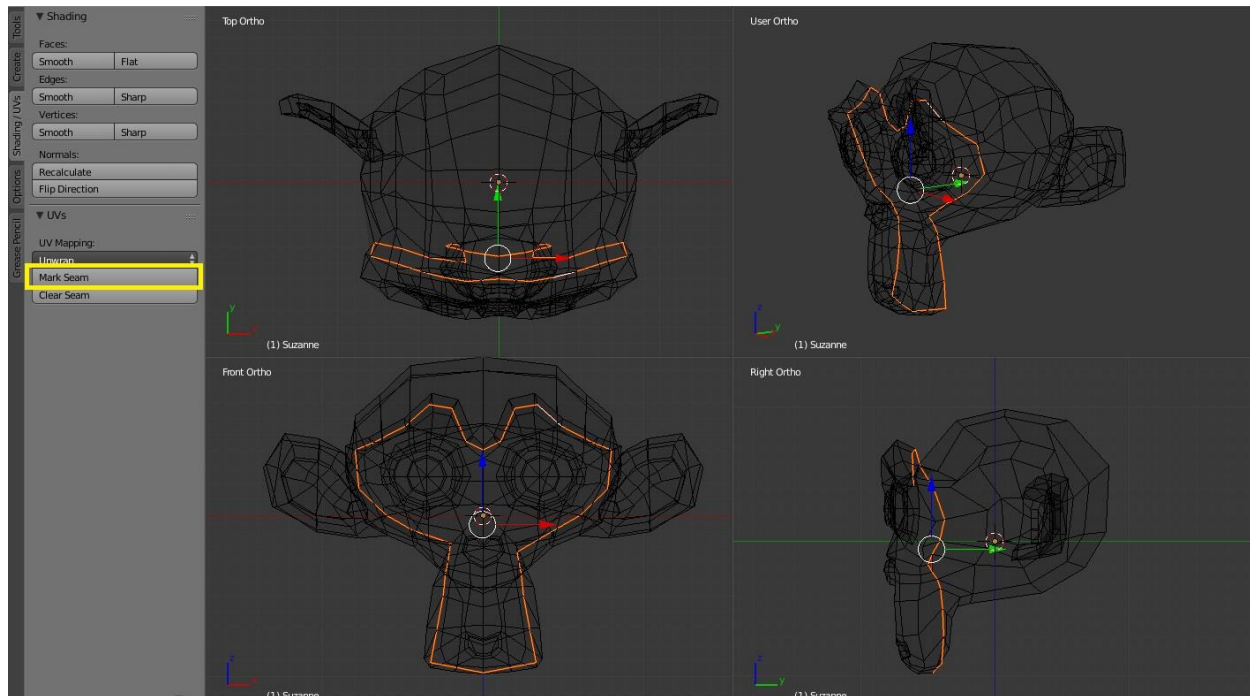 Tools
Create
Shading / UVs
Options
Grease Pencil
Shading
Faces:
Smooth Flat
Edges:
Smooth Sharp
Vertices:
Smooth Sharp
Normals:
Recalculate
Flip Direction
UVs
UV Mapping:
Unwrap
Mark Seam
Clear Seam
Top Ortho
y
x
(1) Suzanne
User Ortho
z
y
(1) Suzanne
Front Ortho
z
x
(1) Suzanne
Right Ortho
z
y
(1) Suzanne